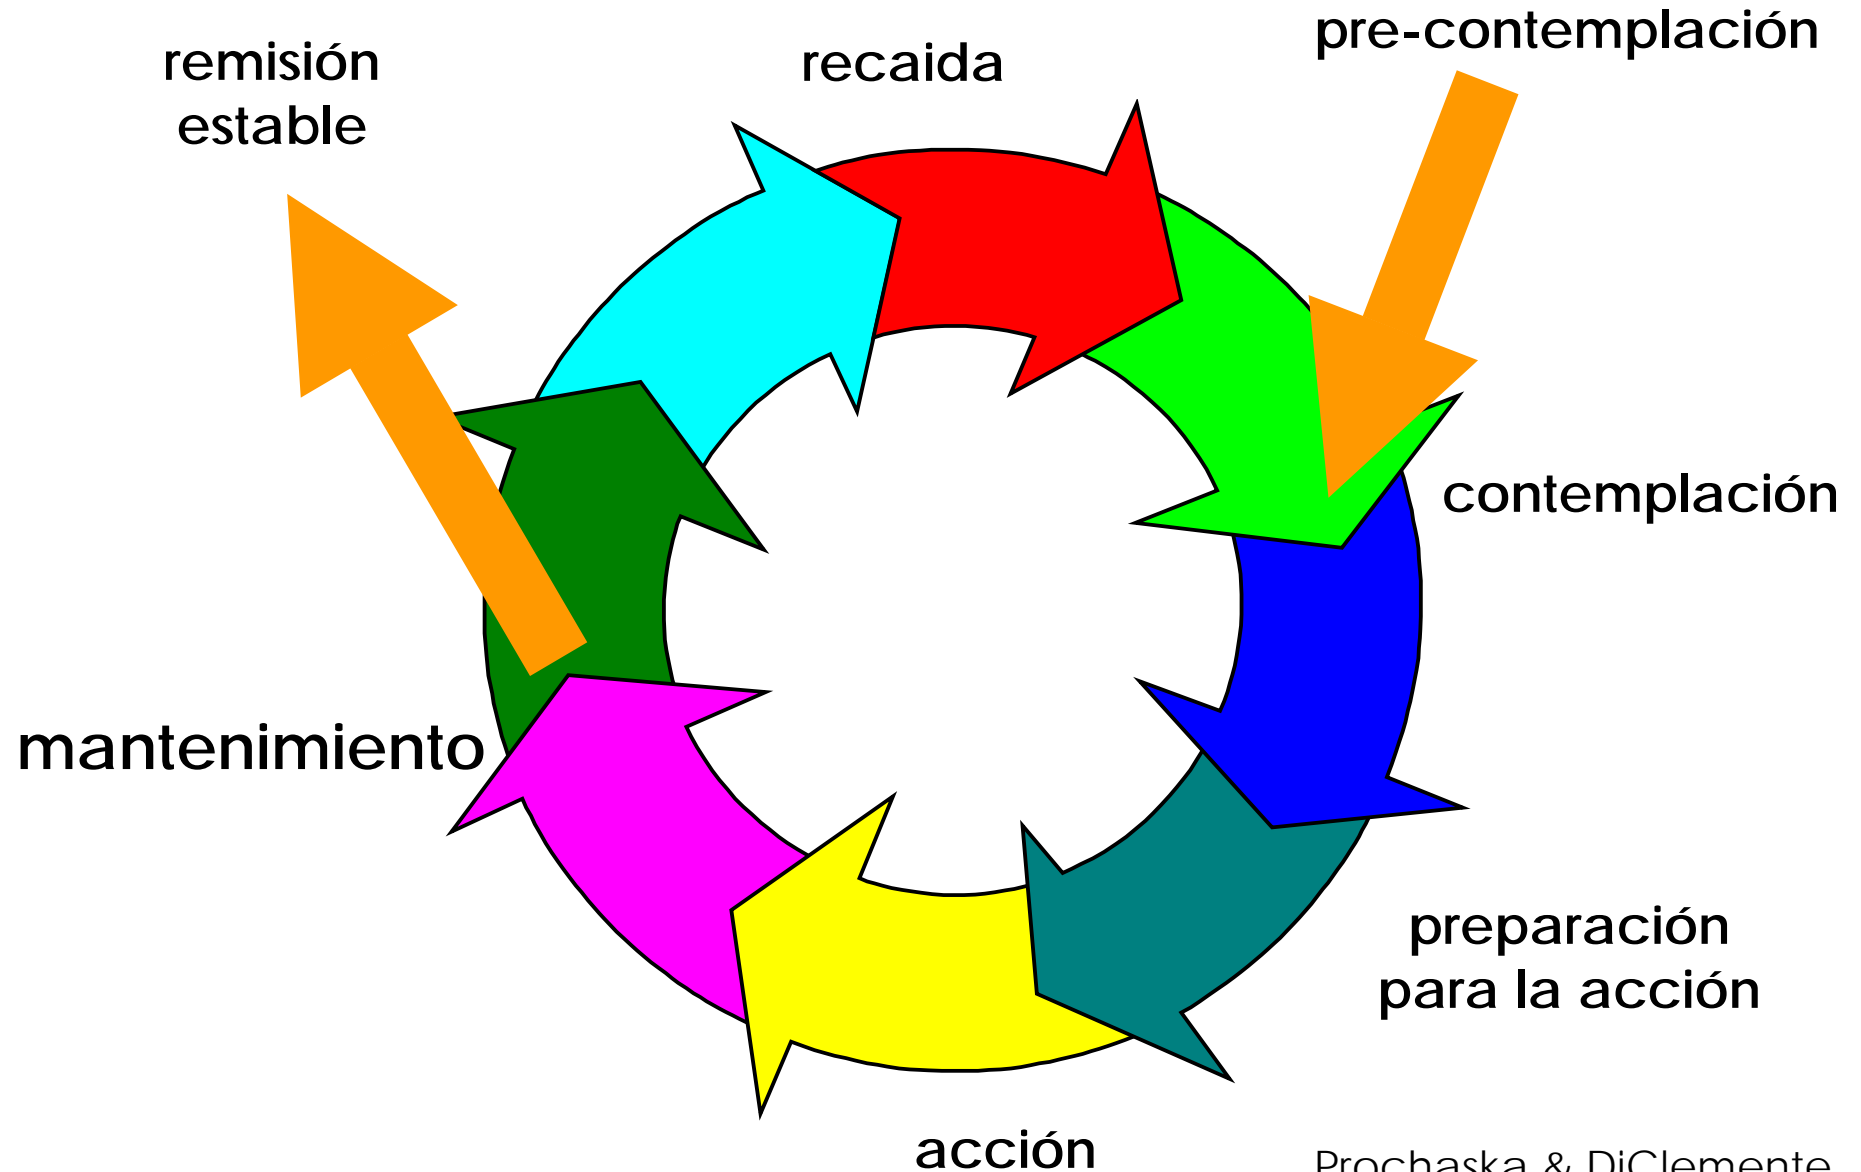 pre-contemplación
remisión
estable
recaida
contemplación
mantenimiento
preparación
para la acción
acción
Prochaska & DiClemente